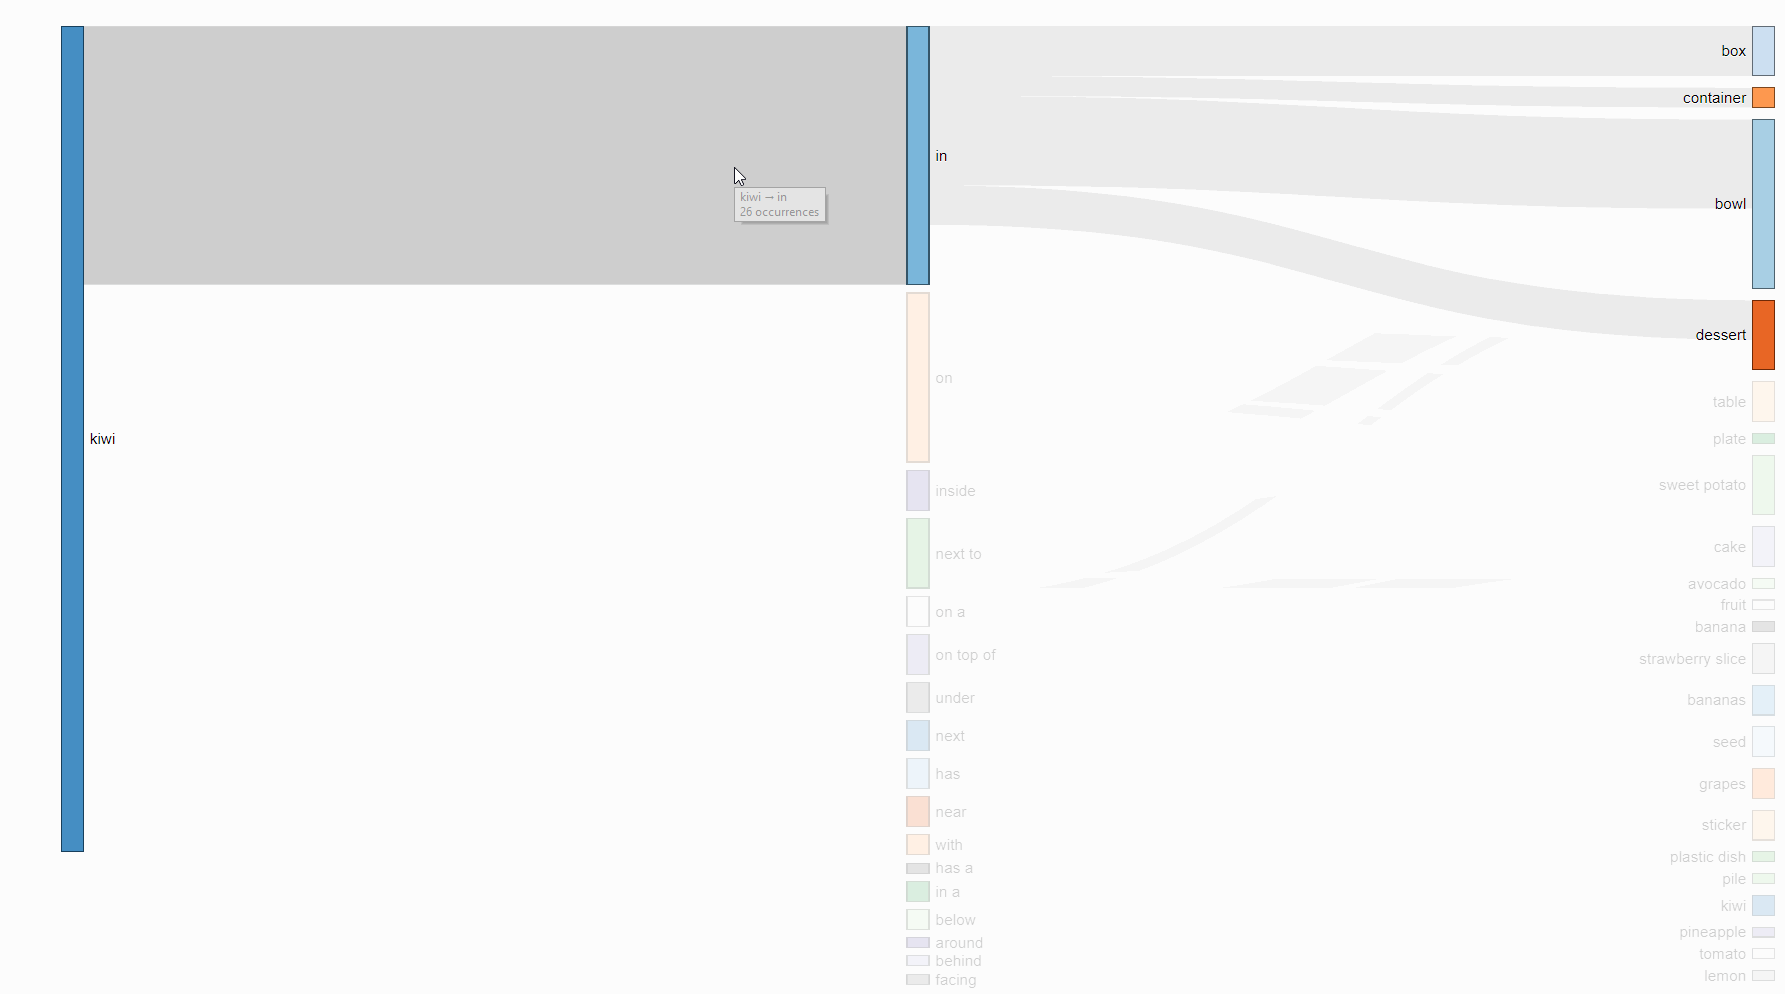 kiwi
kiwi → in
26 occurrences
in
on
inside
next to
on a
on top of
under
next
has
near
with
has a
in a
below
around
behind
facing
box
container
bowl
dessert
table
plate
sweet potato
cake
avocado
fruit
banana
strawberry slice
bananas
seed
grapes
sticker
plastic dish
pile
kiwi
pineapple
tomato
lemon